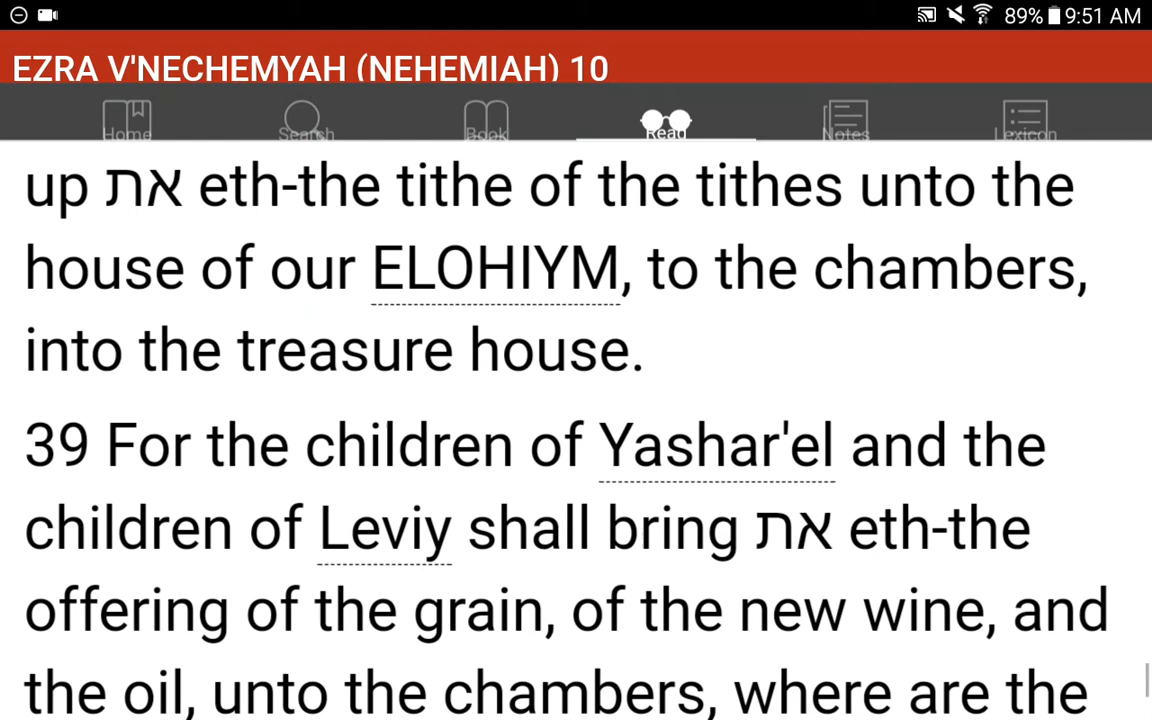 89% 9:51 AM
EZRA V'NECHEMYAH (NEHEMIAH) 10
Home Search Book Read Notes Lexicon
up את eth-the tithe of the tithes unto the
house of our ELOHIYM, to the chambers,
into the treasure house.
39 For the children of Yashar'el and the
children of Leviy shall bring את eth-the
offering of the grain, of the new wine, and
the oil, unto the chambers, where are the